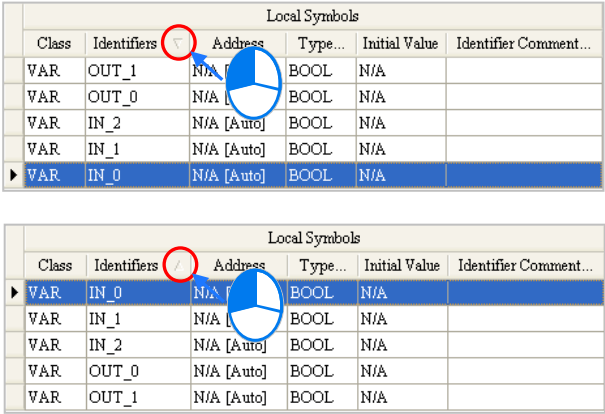 Local Symbols
Class Identifiers Address Type... Initial Value Identifier Comment...
VAR OUT_1 N/A [ BOOL N/A
VAR OUT_0 N/A [ BOOL N/A
VAR IN_2 N/A [Auto] BOOL N/A
VAR IN_1 N/A [Auto] BOOL N/A
VAR IN_0 N/A [Auto] BOOL N/A
Local Symbols
Class Identifiers Address Type... Initial Value Identifier Comment...
VAR IN_0 N/A BOOL N/A
VAR IN_1 N/A [ BOOL N/A
VAR IN_2 N/A [Auto] BOOL N/A
VAR OUT_0 N/A [Auto] BOOL N/A
VAR OUT_1 N/A [Auto] BOOL N/A